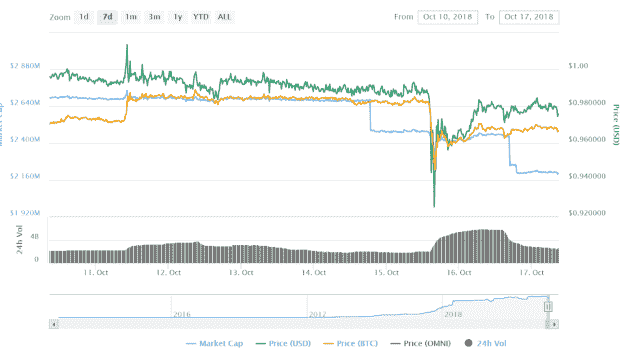 Zoom 1d 7d 1m 3m 1y YTD ALL From Oct 10, 2018 To Oct 17, 2018
$2.880M $1.00
$2.640M $0.980000
$2.400M $0.960000
$2.160M $0.940000
$1.920M $0.920000
Market Cap
Price (USD)
24h Vol
4B
0
11. Oct 12. Oct 13. Oct 14. Oct 15. Oct 16. Oct 17. Oct
2016 2017 2018
Market Cap Price (USD) Price (BTC) Price (OMNI) 24h Vol